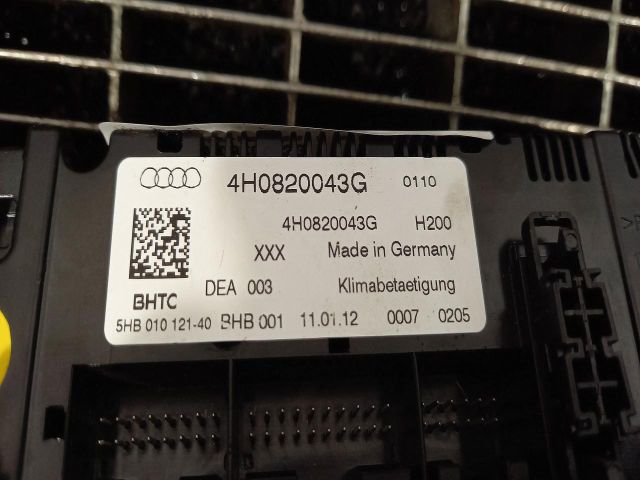 4H0820043G 0110
4H0820043G H200
XXX Made in Germany
BHTC DEA 003 Klimabetaetigung
5HB 010 121-40 BHB 001 11.01.12 0007 0205